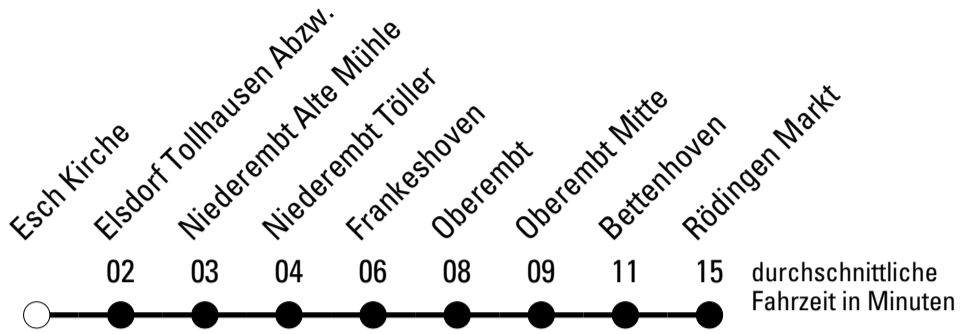 Esch Kirche
Elsdorf Tollhausen Abzw.
Niederembt Alte Mühle
Niederembt Töller
Frankeshoven
Oberembt
Oberembt Mitte
Bettenhoven
Rödingen Markt
02 03 04 06 08 09 11 15
durchschnittliche
Fahrzeit in Minuten